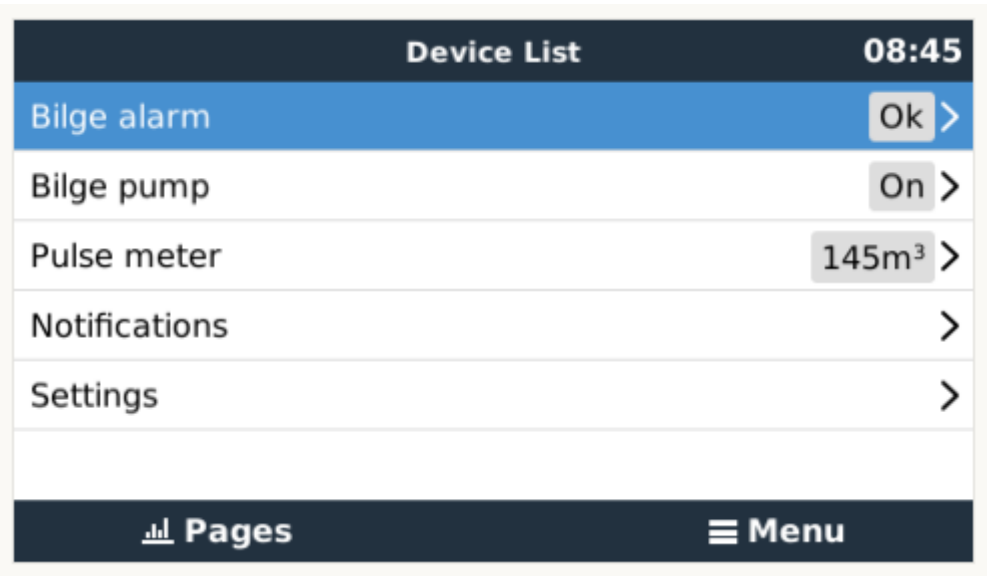 Device List 08:45
Bilge alarm Ok
Bilge pump On
Pulse meter 145m³
Notifications
Settings
Pages Menu